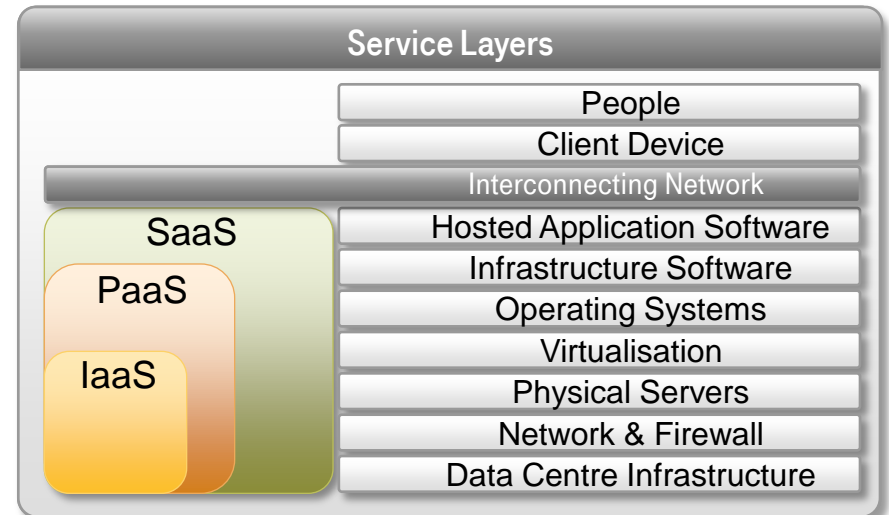 Service Layers
People
Client Device
Interconnecting Network
SaaS
Hosted Application Software
Infrastructure Software
PaaS
Operating Systems
Virtualisation
IaaS
Physical Servers
Network & Firewall
Data Centre Infrastructure